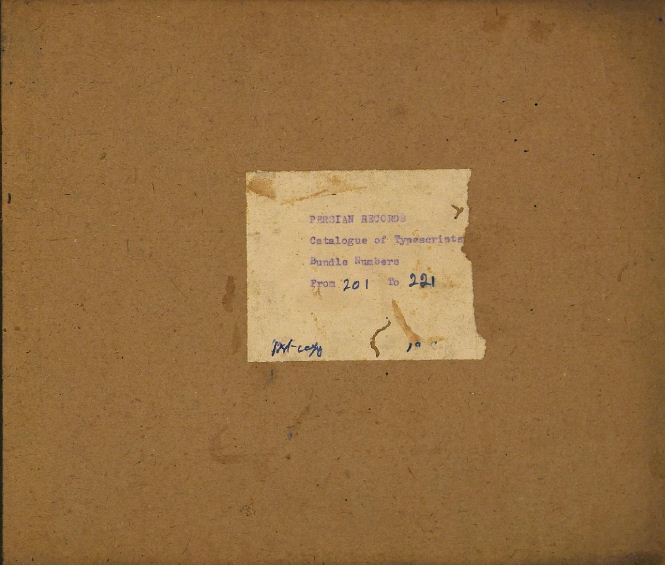 PERSIAN RECORDS
Catalogue of Typescripts
Bundle Numbers
From 201 To 221